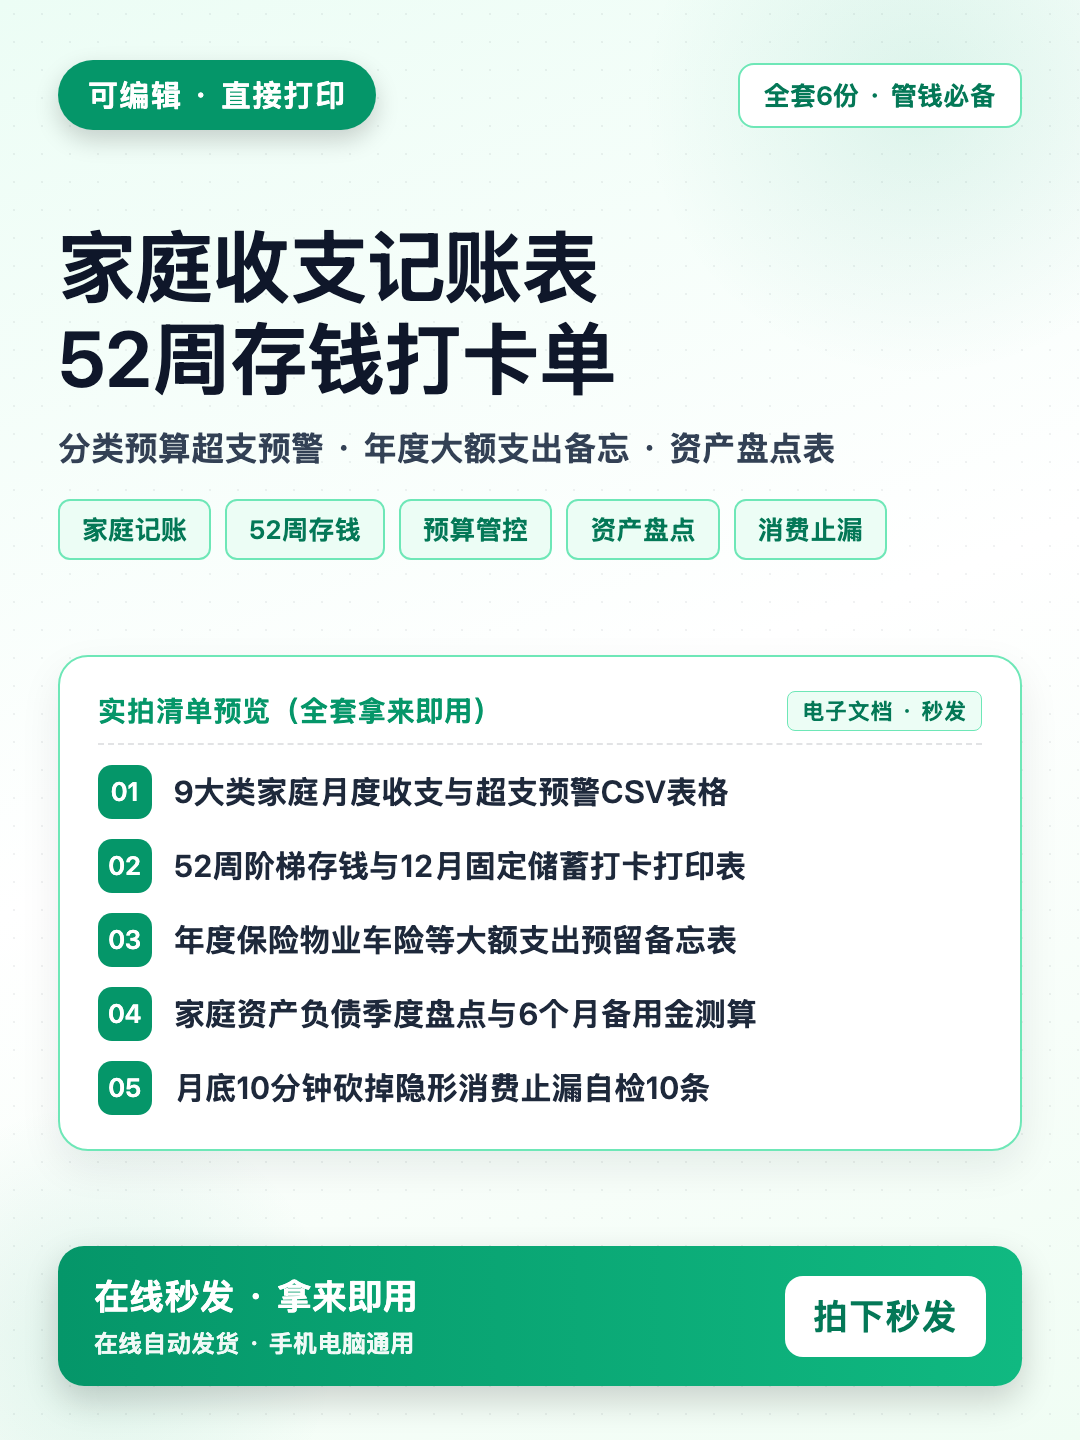 可编辑 · 直接打印
全套6份 · 管钱必备
家庭收支记账表
52周存钱打卡单
分类预算超支预警 · 年度大额支出备忘 · 资产盘点表
家庭记账
52周存钱
预算管控
资产盘点
消费止漏
实拍清单预览（全套拿来即用）
电子文档 · 秒发
01 9大类家庭月度收支与超支预警CSV表格
02 52周阶梯存钱与12月固定储蓄打卡打印表
03 年度保险物业车险等大额支出预留备忘表
04 家庭资产负债季度盘点与6个月备用金测算
05 月底10分钟砍掉隐形消费止漏自检10条
在线秒发 · 拿来即用
在线自动发货 · 手机电脑通用
拍下秒发